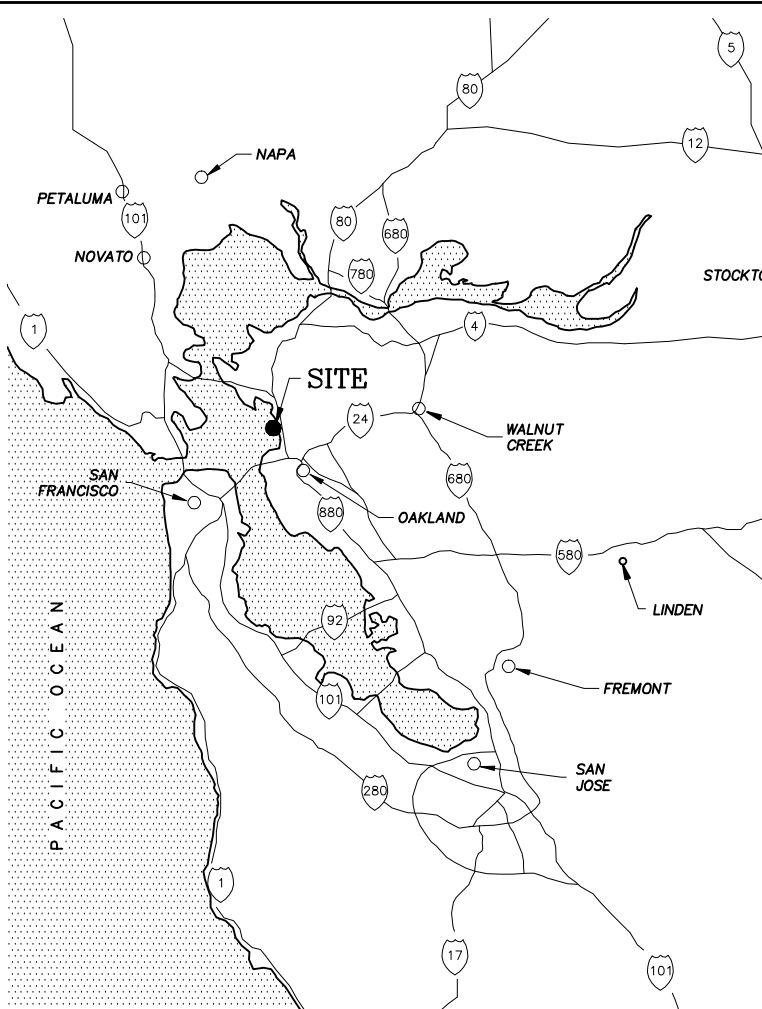 5
80
12
NAPA
PETALUMA
101
80
680
NOVATO
780
STOCKTO
1
4
SITE
24
WALNUT
CREEK
SAN
FRANCISCO
680
880
OAKLAND
580
PACIFIC OCEAN
LINDEN
92
FREMONT
101
SAN
JOSE
280
1
17
101